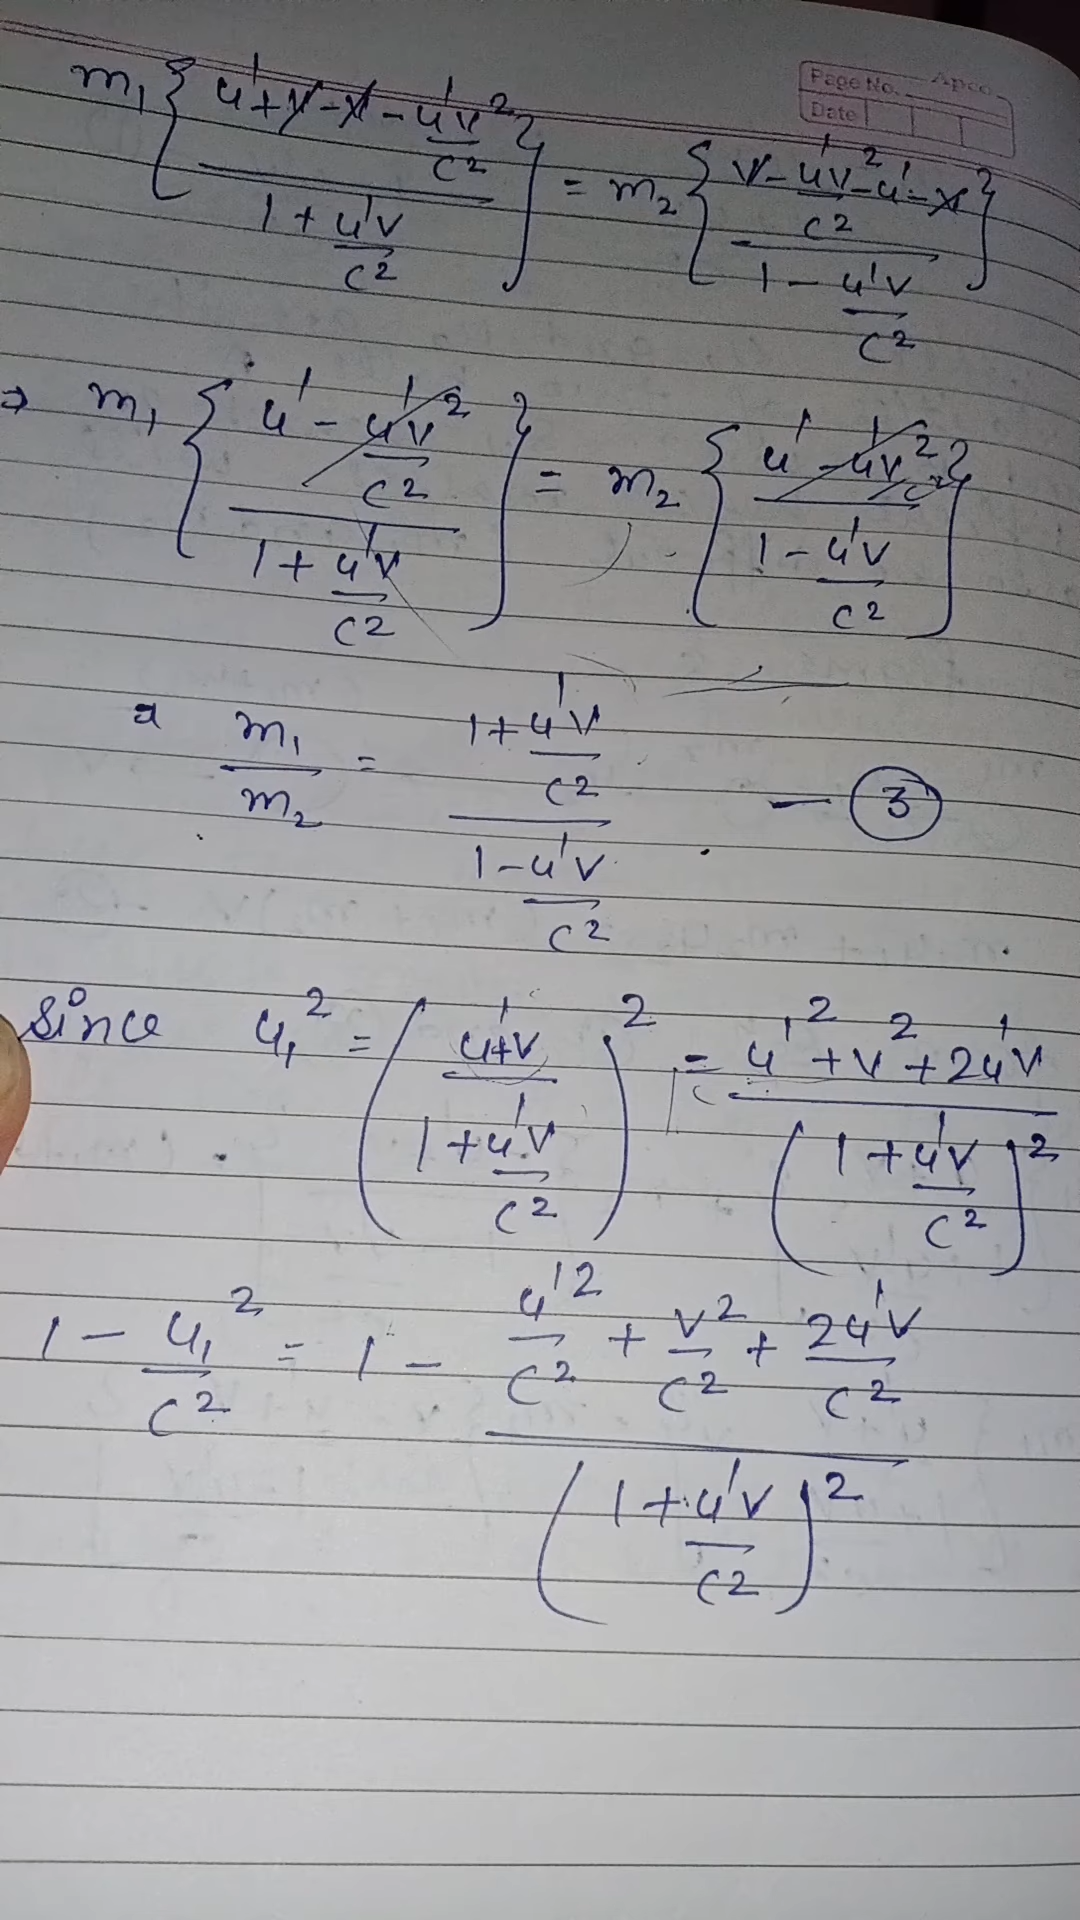 Page No. Apco
Date
m₁ { (u' + v - v - u'v²/c²) / (1 + u'v/c²) } = m₂ { (v - u'v²/c² - u' - v) / (1 - u'v/c²) }
⇒ m₁ { (u' - u'v²/c²) / (1 + u'v/c²) } = m₂ { (u' - u'v²/c²) / (1 - u'v/c²) }
m₁/m₂ = (1 + u'v/c²) / (1 - u'v/c²) — ③
Since u₁² = ( (u' + v) / (1 + u'v/c²) )² = (u'² + v² + 2u'v) / (1 + u'v/c²)²
1 - u₁²/c² = 1 - (u'²/c² + v²/c² + 2u'v/c²) / (1 + u'v/c²)²